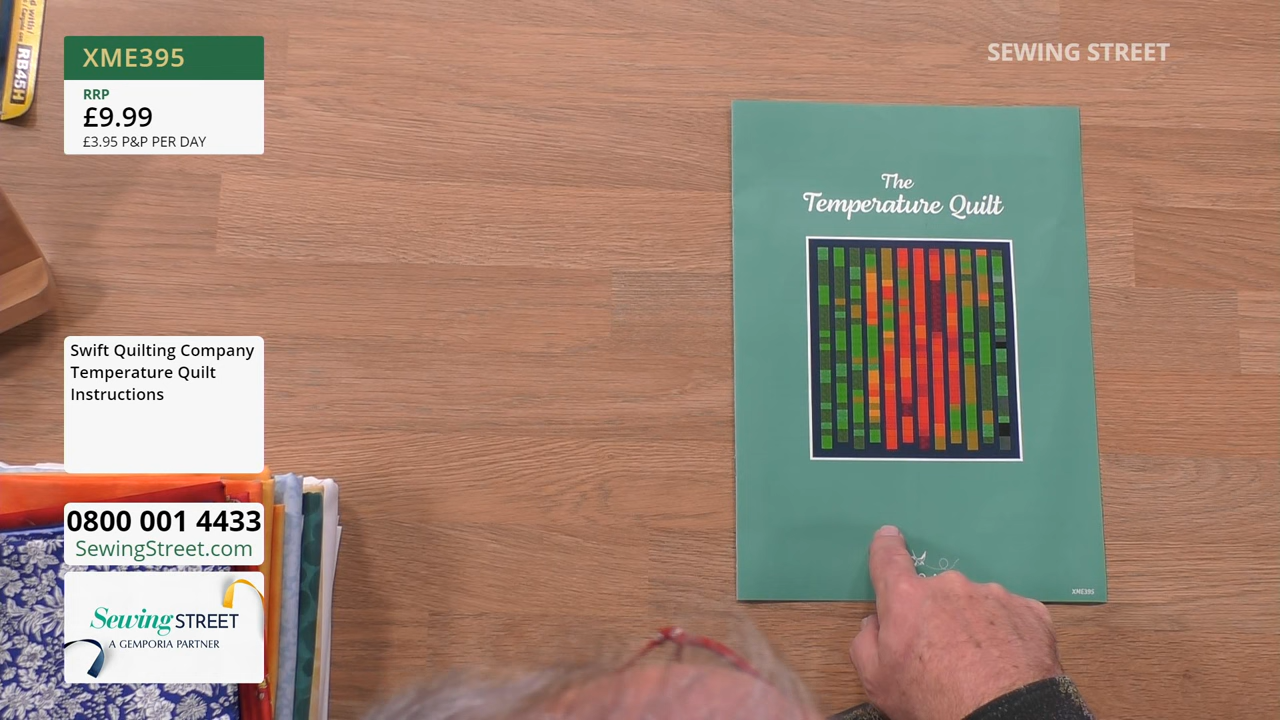 XME395
RRP
£9.99
£3.95 P&P PER DAY
Swift Quilting Company
Temperature Quilt
Instructions
0800 001 4433
SewingStreet.com
Sewing STREET
A GEMPORIA PARTNER
SEWING STREET
The
Temperature Quilt
XME395
RB45H